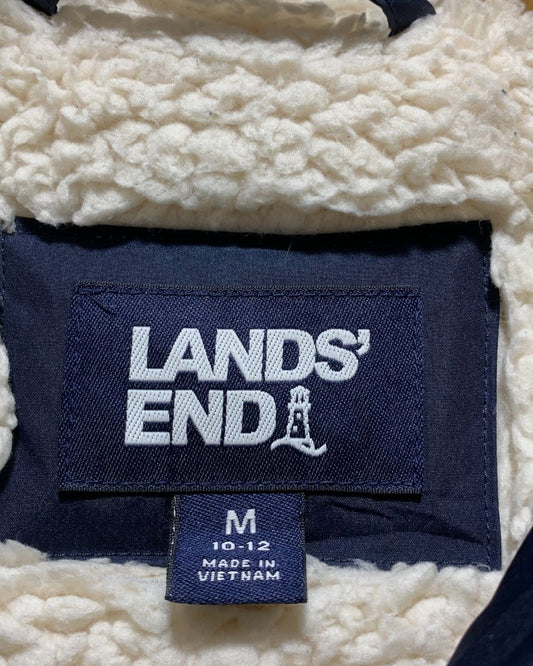 LANDS'
END
M
10-12
MADE IN
VIETNAM